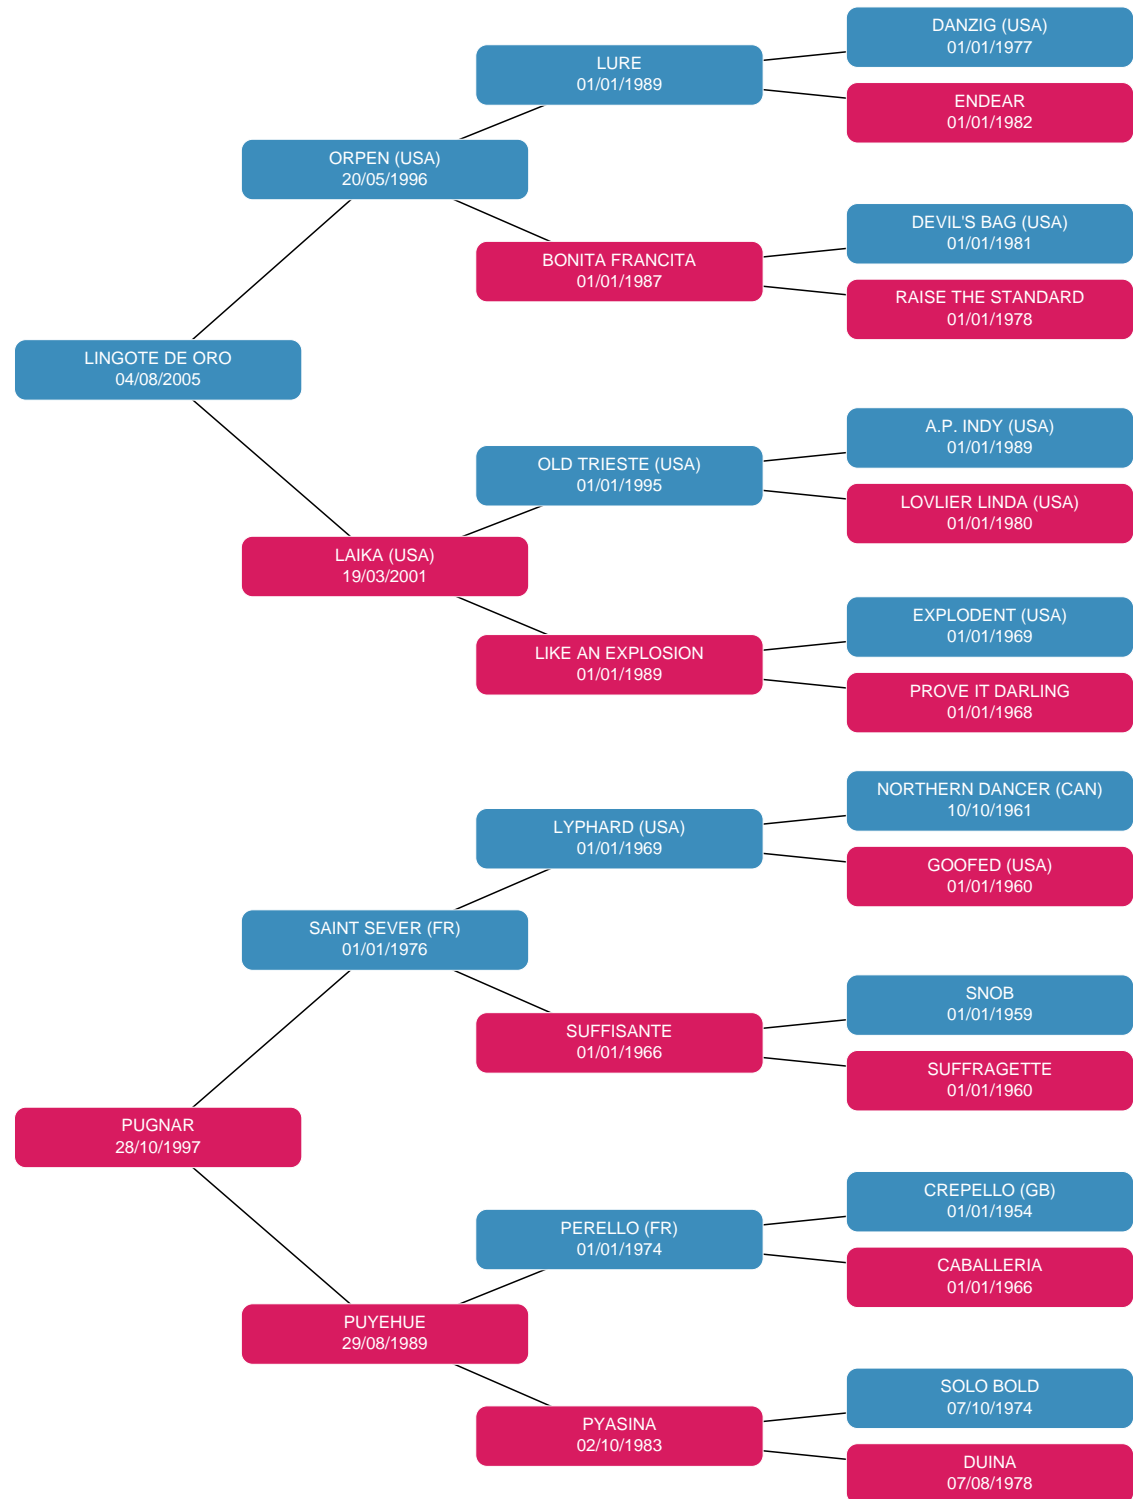 DANZIG (USA)
01/01/1977
LURE
01/01/1989
ENDEAR
01/01/1982
ORPEN (USA)
20/05/1996
DEVIL'S BAG (USA)
01/01/1981
BONITA FRANCITA
01/01/1987
RAISE THE STANDARD
01/01/1978
LINGOTE DE ORO
04/08/2005
A.P. INDY (USA)
01/01/1989
OLD TRIESTE (USA)
01/01/1995
LOVLIER LINDA (USA)
01/01/1980
LAIKA (USA)
19/03/2001
EXPLODENT (USA)
01/01/1969
LIKE AN EXPLOSION
01/01/1989
PROVE IT DARLING
01/01/1968
NORTHERN DANCER (CAN)
10/10/1961
LYPHARD (USA)
01/01/1969
GOOFED (USA)
01/01/1960
SAINT SEVER (FR)
01/01/1976
SNOB
01/01/1959
SUFFISANTE
01/01/1966
SUFFRAGETTE
01/01/1960
PUGNAR
28/10/1997
CREPELLO (GB)
01/01/1954
PERELLO (FR)
01/01/1974
CABALLERIA
01/01/1966
PUYEHUE
29/08/1989
SOLO BOLD
07/10/1974
PYASINA
02/10/1983
DUINA
07/08/1978